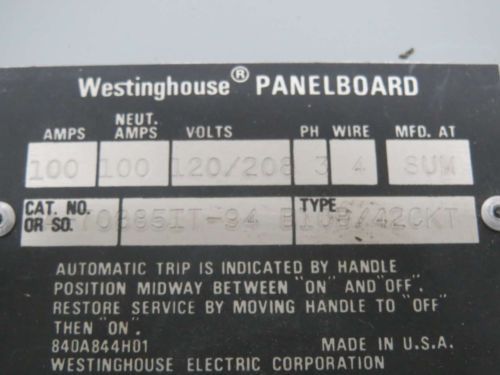 Westinghouse® PANELBOARD
AMPS NEUT. AMPS VOLTS PH WIRE MFD. AT
100 100 120/208 3 4 SUM
CAT. NO. OR SO. TYPE
/42CKT
AUTOMATIC TRIP IS INDICATED BY HANDLE
POSITION MIDWAY BETWEEN "ON" AND "OFF".
RESTORE SERVICE BY MOVING HANDLE TO "OFF"
THEN "ON".
840A844H01 MADE IN U.S.A.
WESTINGHOUSE ELECTRIC CORPORATION